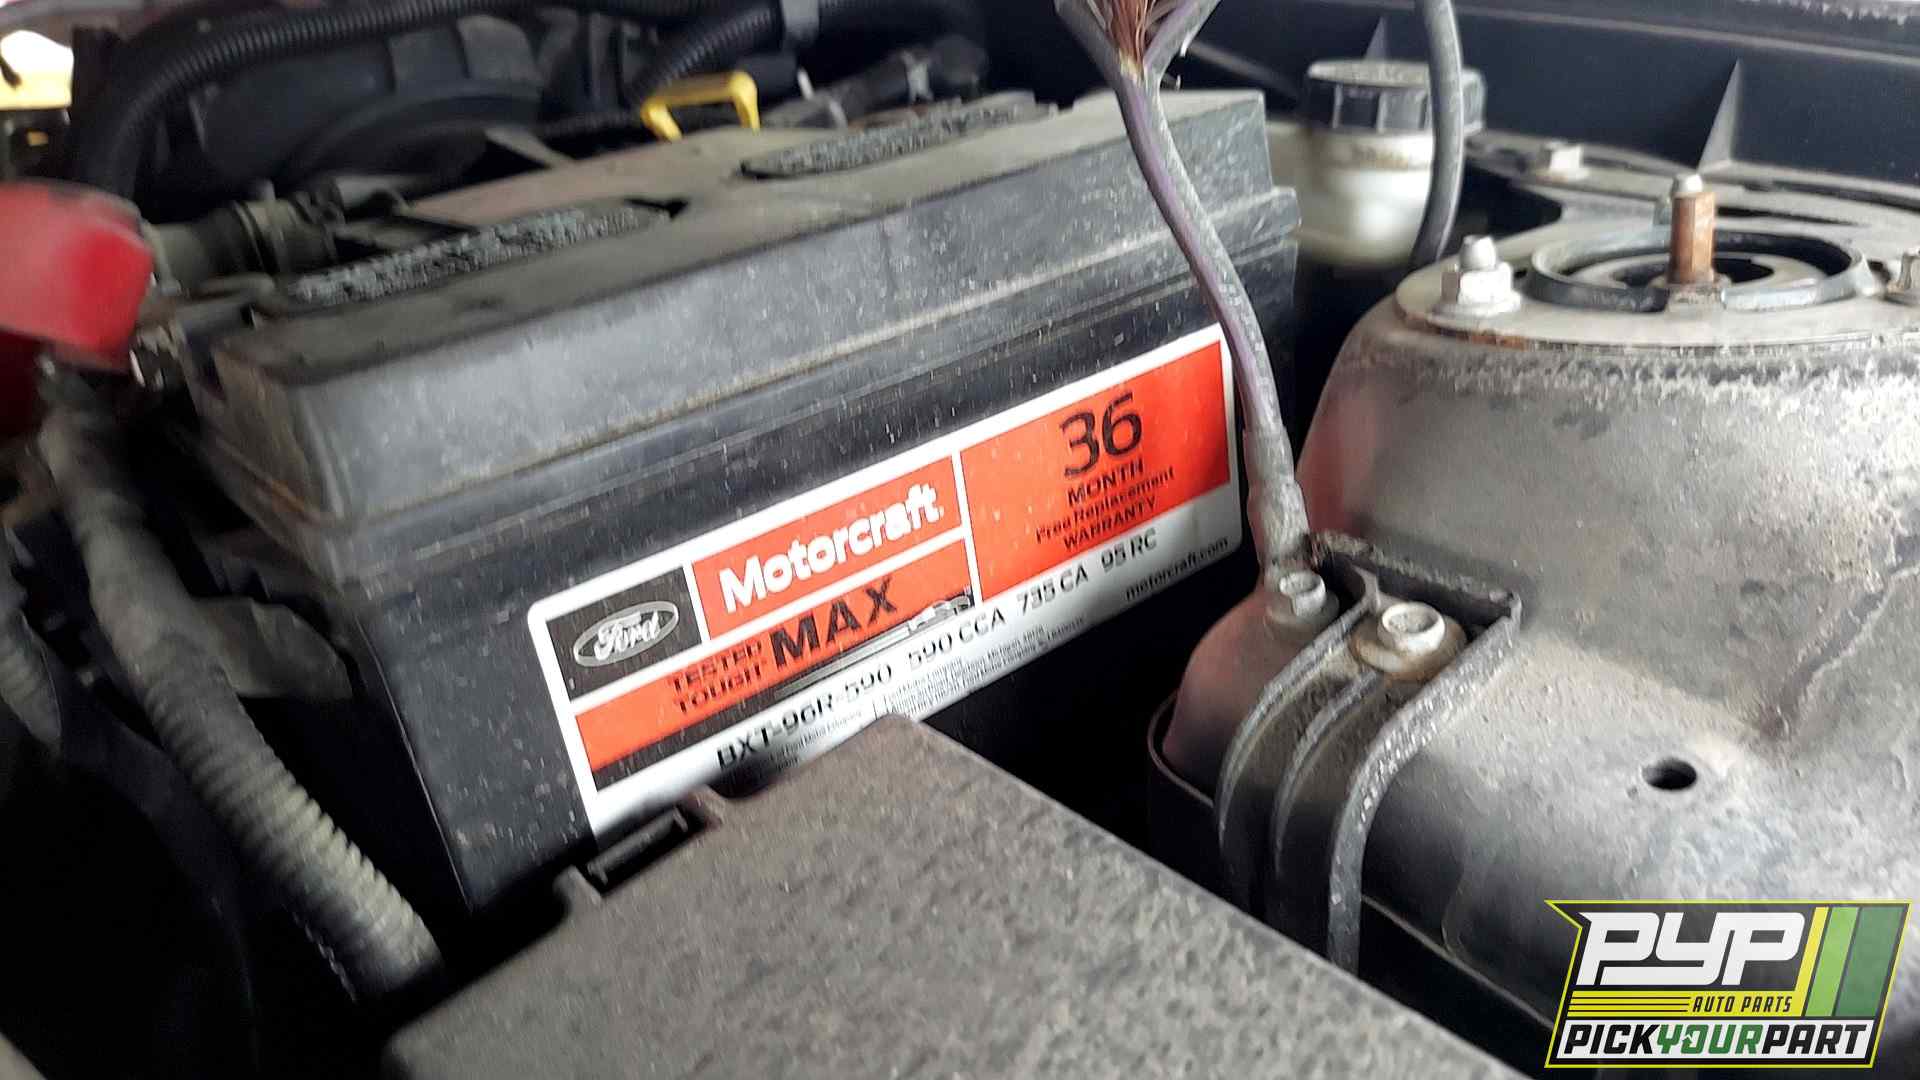 36
MONTH
Free Replacement
WARRANTY
Motorcraft
Ford
TESTED
TOUGH
MAX
BXT-96R-590 590 CCA 735 CA 95 RC
motorcraft.com
PYP
AUTO PARTS
PICKYOURPART